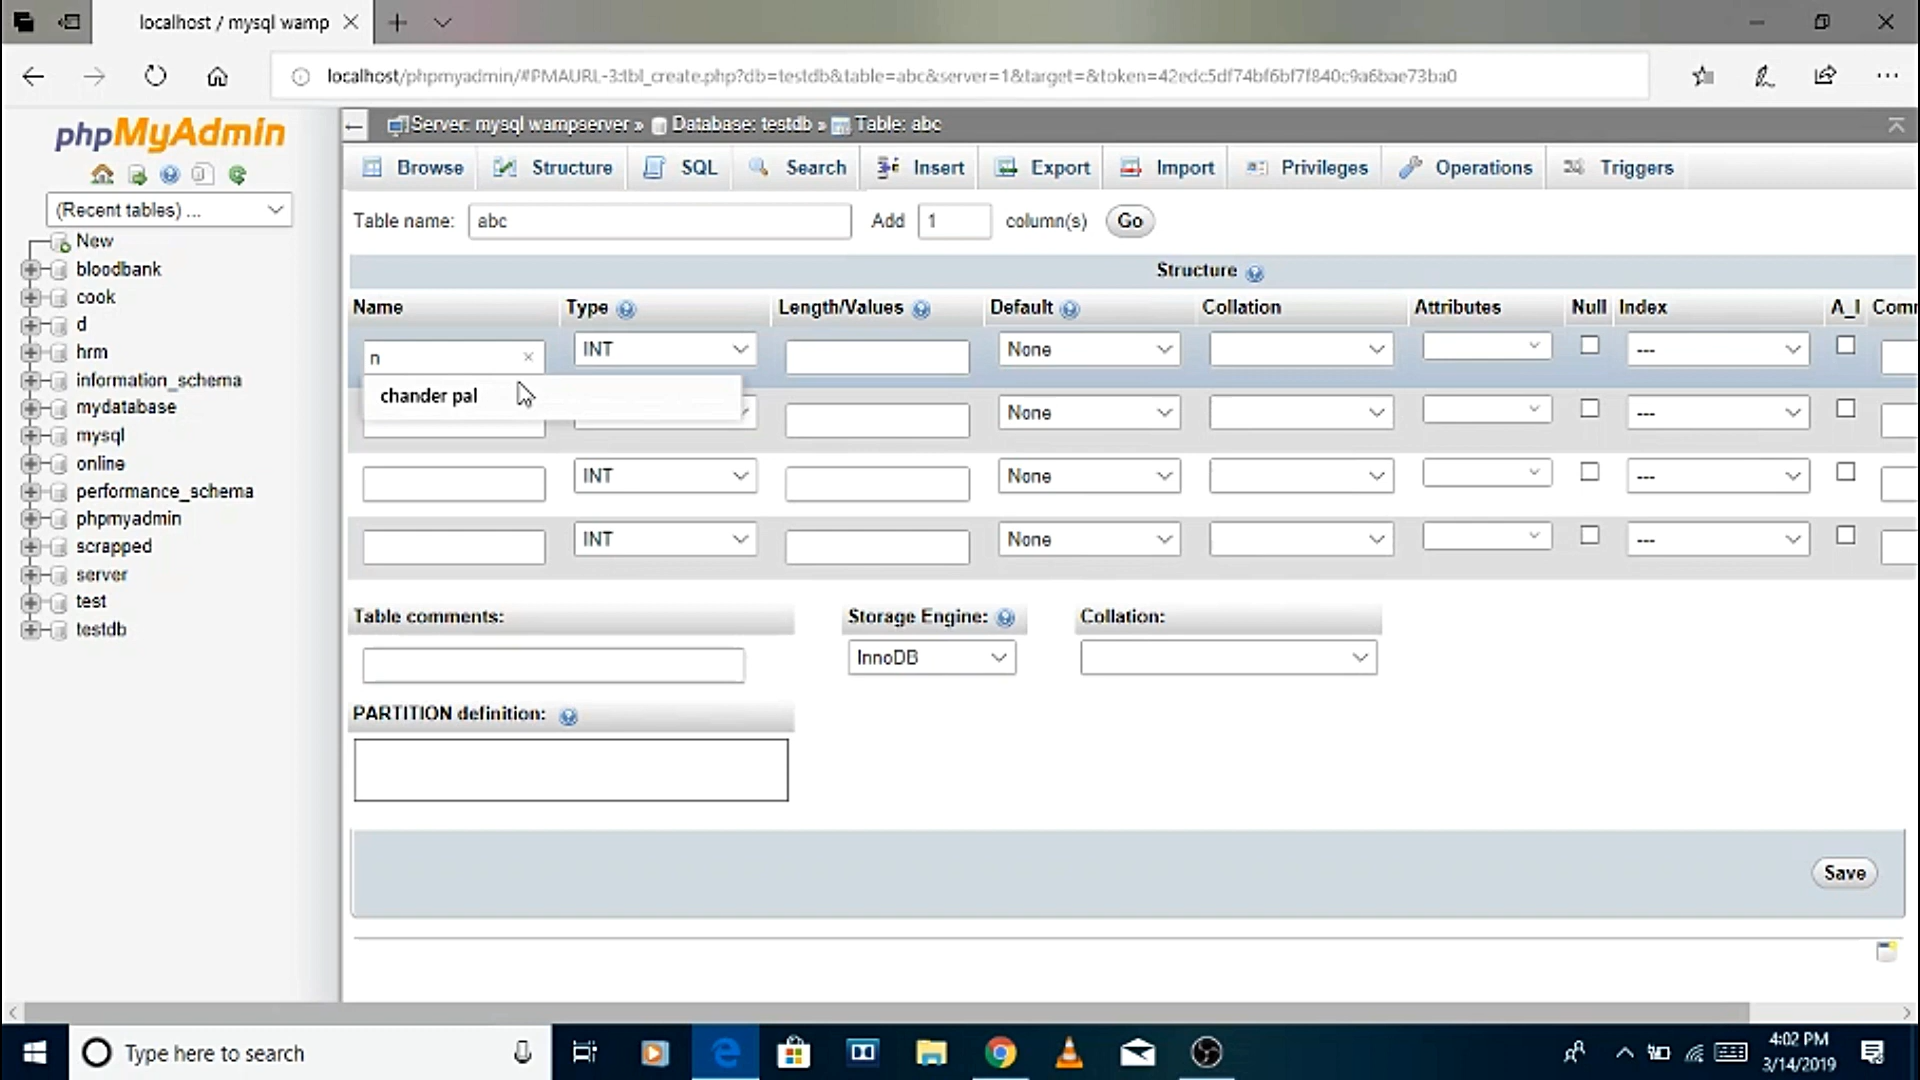 localhost / mysql wamp
localhost/phpmyadmin/#PMAURL-3:tbl_create.php?db=testdb&table=abc&server=1&target=&token=42edc5df74bf6bf7f840c9a6bae73ba0
phpMyAdmin
(Recent tables) ...
New
bloodbank
cook
d
hrm
information_schema
mydatabase
mysql
online
performance_schema
phpmyadmin
scrapped
server
test
testdb
Server: mysql wampserver » Database: testdb » Table: abc
Browse Structure SQL Search Insert Export Import Privileges Operations Triggers
Table name: abc Add 1 column(s) Go
Structure
Name Type Length/Values Default Collation Attributes Null Index A_I Comm
n INT None ---
chander pal
None ---
INT None ---
INT None ---
Table comments: Storage Engine: Collation:
InnoDB
PARTITION definition:
Save
Type here to search
4:02 PM
3/14/2019